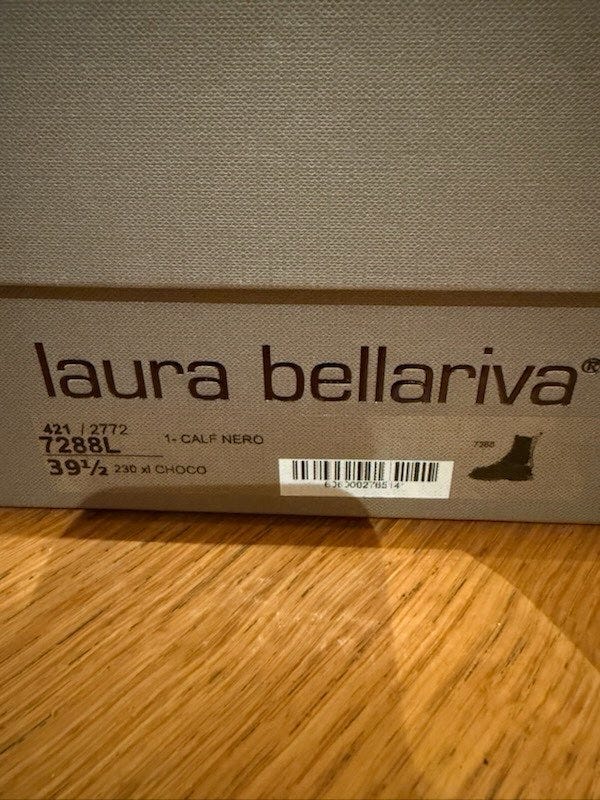 laura bellariva®
421 / 2772
7288L
1- CALF NERO
39½ 230 xl CHOCO
7288